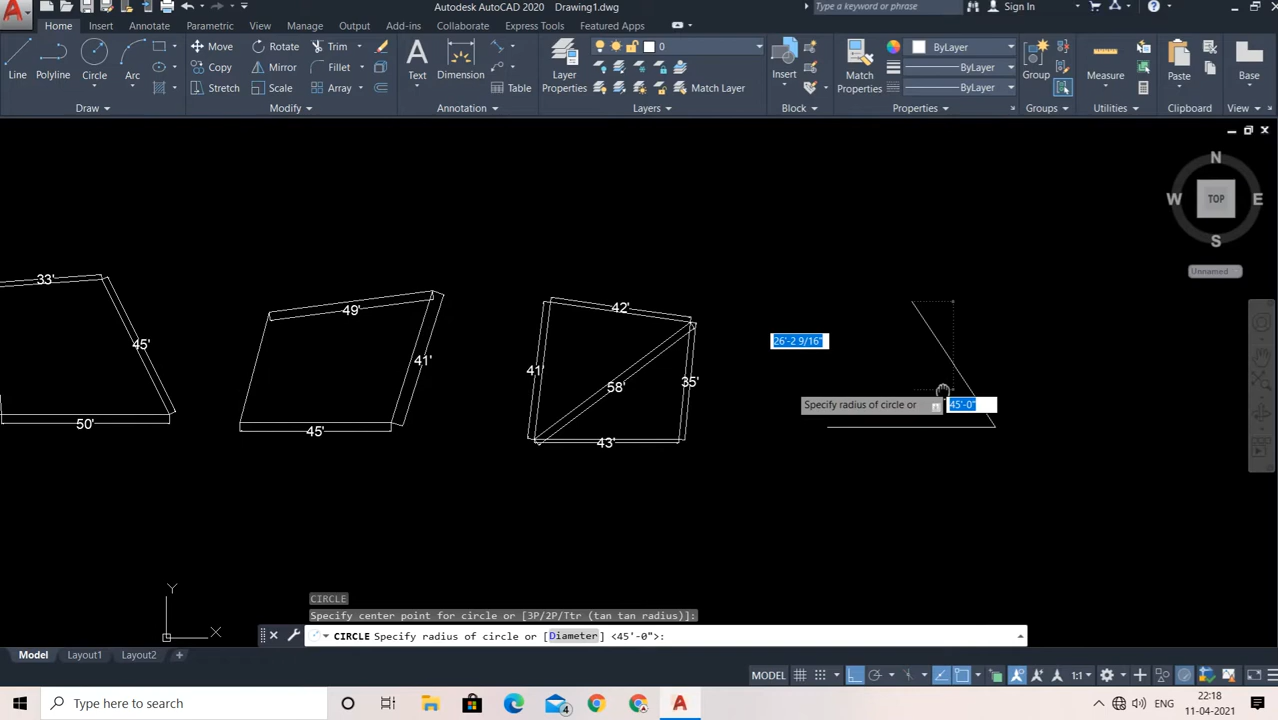 Autodesk AutoCAD 2020 Drawing1.dwg
Type a keyword or phrase
Sign In
Home Insert Annotate Parametric View Manage Output Add-ins Collaborate Express Tools Featured Apps
Move Rotate Trim
Copy Mirror Fillet
Stretch Scale Array
Line Polyline Circle Arc
Text Dimension Table
Layer Properties
0
Match Layer
Insert
Match Properties
ByLayer
ByLayer
ByLayer
Group
Measure
Paste
Base
Draw Modify Annotation Layers Block Properties Groups Utilities Clipboard View
N
W TOP E
S
Unnamed
33'
45'
50'
49'
41'
45'
42'
41'
58'
35'
43'
26'-2 9/16"
Specify radius of circle or 45'-0"
Y
X
CIRCLE
Specify center point for circle or [3P/2P/Ttr (tan tan radius)]:
CIRCLE Specify radius of circle or [Diameter] <45'-0">:
Model Layout1 Layout2 +
MODEL 1:1
Type here to search
4
ENG
22:18
11-04-2021